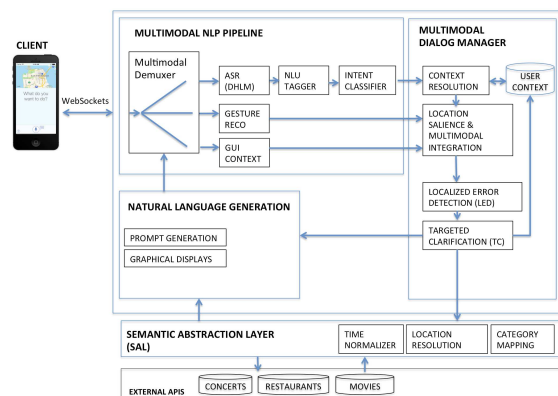 CLIENT
What do you
want to do?
WebSockets
MULTIMODAL NLP PIPELINE
Multimodal
Demuxer
ASR
(DHLM)
NLU
TAGGER
INTENT
CLASSIFIER
GESTURE
RECO
GUI
CONTEXT
MULTIMODAL
DIALOG MANAGER
CONTEXT
RESOLUTION
USER
CONTEXT
LOCATION
SALIENCE &
MULTIMODAL
INTEGRATION
LOCALIZED ERROR
DETECTION (LED)
TARGETED
CLARIFICATION (TC)
NATURAL LANGUAGE GENERATION
PROMPT GENERATION
GRAPHICAL DISPLAYS
SEMANTIC ABSTRACTION LAYER
(SAL)
TIME
NORMALIZER
LOCATION
RESOLUTION
CATEGORY
MAPPING
EXTERNAL APIS
CONCERTS
RESTAURANTS
MOVIES